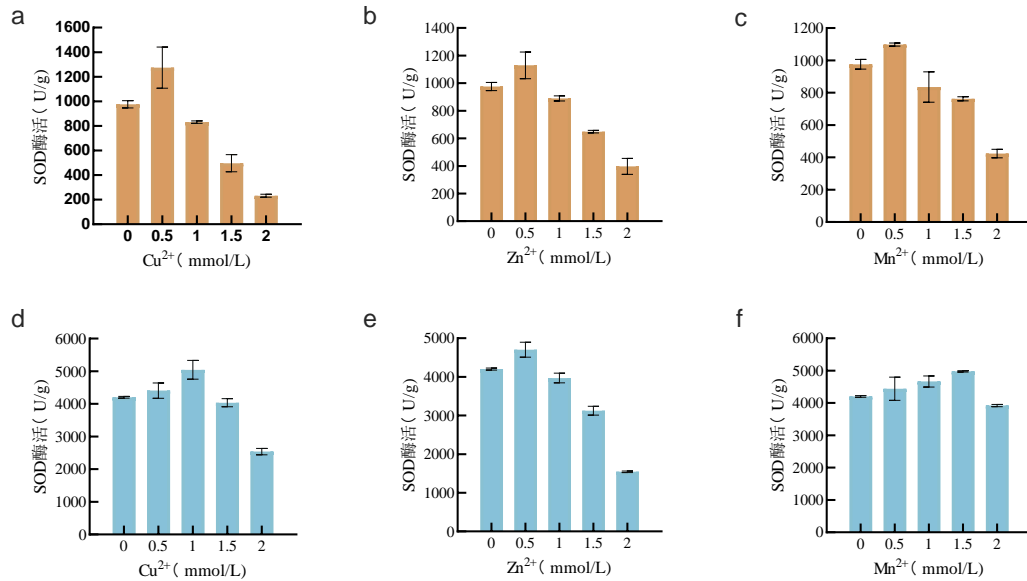 a
SOD酶活（U/g)
1600
1400
1200
1000
800
600
400
200
0
0 0.5 1 1.5 2
Cu²⁺（mmol/L)
b
SOD酶活（U/g)
1400
1200
1000
800
600
400
200
0
0 0.5 1 1.5 2
Zn²⁺（mmol/L)
c
SOD酶活（U/g)
1200
1000
800
600
400
200
0
0 0.5 1 1.5 2
Mn²⁺（mmol/L)
d
SOD酶活（U/g)
6000
5000
4000
3000
2000
1000
0
0 0.5 1 1.5 2
Cu²⁺（mmol/L)
e
SOD酶活（U/g)
5000
4000
3000
2000
1000
0
0 0.5 1 1.5 2
Zn²⁺（mmol/L)
f
SOD酶活（U/g)
6000
5000
4000
3000
2000
1000
0
0 0.5 1 1.5 2
Mn²⁺（mmol/L)